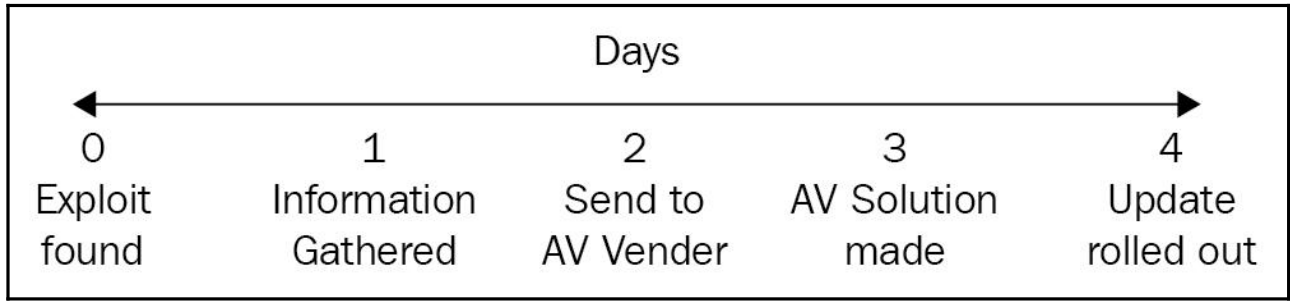 Days
0 1 2 3 4
Exploit Information Send to AV Solution Update
found Gathered AV Vender made rolled out